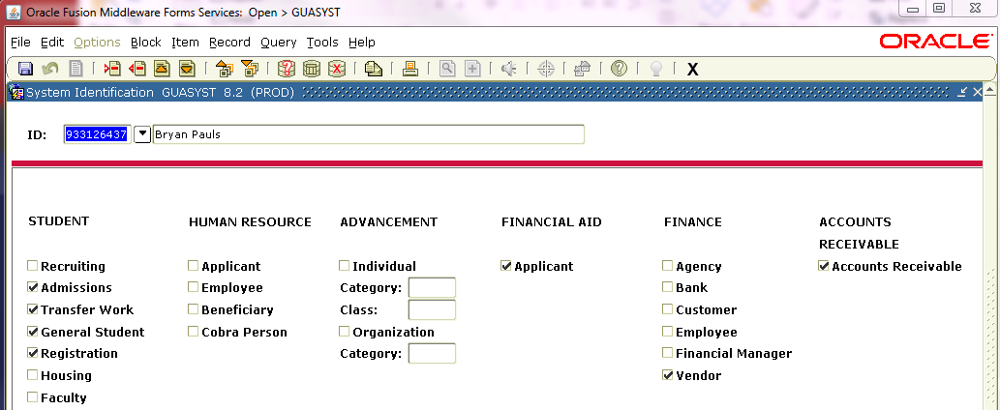 Oracle Fusion Middleware Forms Services: Open > GUASYST
File Edit Options Block Item Record Query Tools Help
ORACLE
X
System Identification GUASYST 8.2 (PROD)
ID: 933126437 Bryan Pauls
STUDENT HUMAN RESOURCE ADVANCEMENT FINANCIAL AID FINANCE ACCOUNTS
RECEIVABLE
Recruiting Applicant Individual Applicant Agency Accounts Receivable
Admissions Employee Category: Bank
Transfer Work Beneficiary Class: Customer
General Student Cobra Person Organization Employee
Registration Category: Financial Manager
Housing Vendor
Faculty